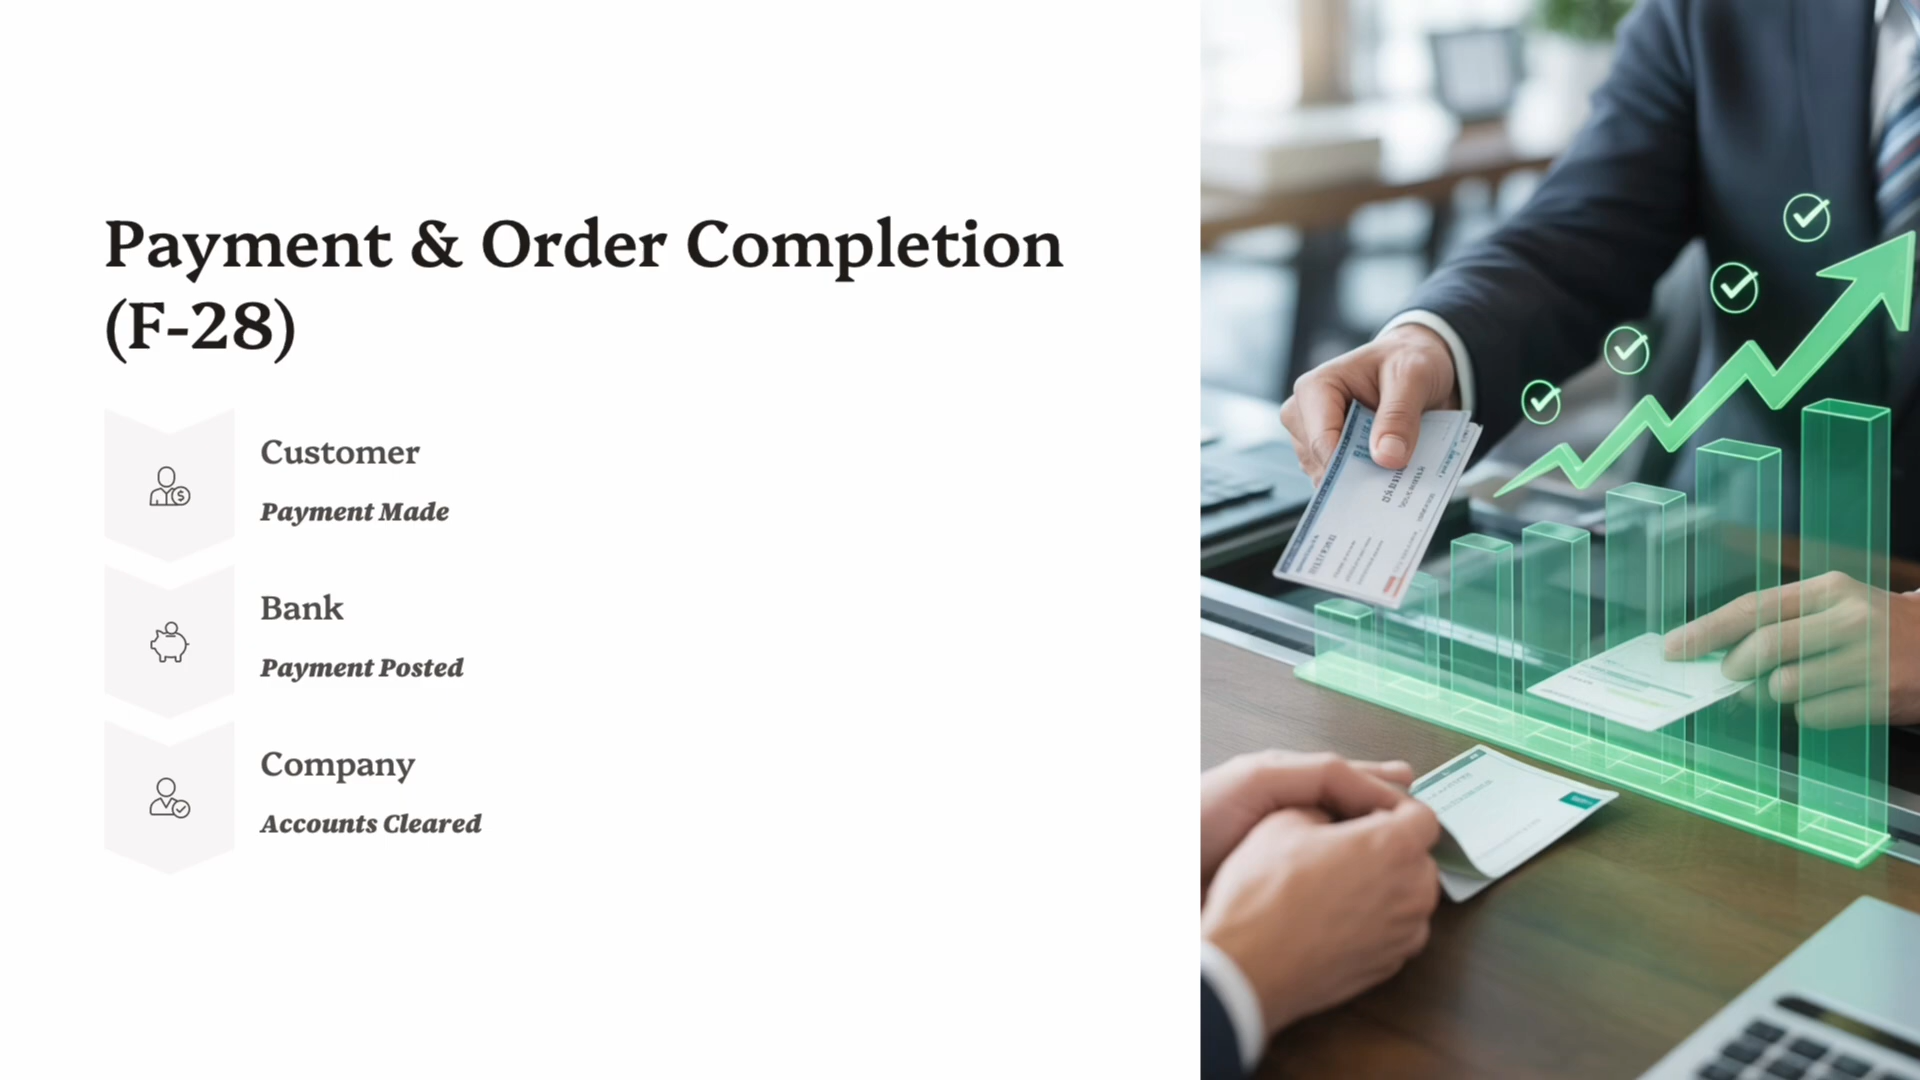 Payment & Order Completion
(F-28)
Customer
Payment Made
Bank
Payment Posted
Company
Accounts Cleared